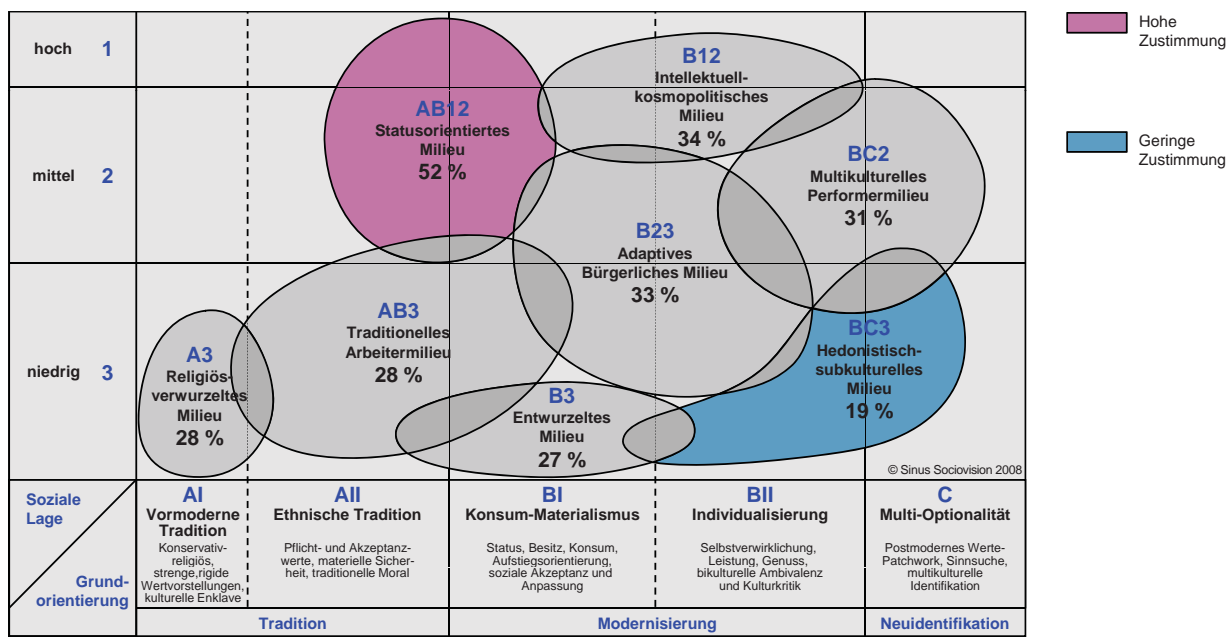 hoch 1
mittel 2
niedrig 3
B12
Intellektuell-
kosmopolitisches
Milieu
34 %
AB12
Statusorientiertes
Milieu
52 %
BC2
Multikulturelles
Performermilieu
31 %
B23
Adaptives
Bürgerliches Milieu
33 %
AB3
Traditionelles
Arbeitermilieu
28 %
A3
Religiös-
verwurzeltes
Milieu
28 %
BC3
Hedonistisch-
subkulturelles
Milieu
19 %
B3
Entwurzeltes
Milieu
27 %
© Sinus Sociovision 2008
Soziale
Lage
Grund-
orientierung
AI
Vormoderne
Tradition
Konservativ-
religiös,
strenge,rigide
Wertvorstellungen,
kulturelle Enklave
AII
Ethnische Tradition
Pflicht- und Akzeptanz-
werte, materielle Sicher-
heit, traditionelle Moral
BI
Konsum-Materialismus
Status, Besitz, Konsum,
Aufstiegsorientierung,
soziale Akzeptanz und
Anpassung
BII
Individualisierung
Selbstverwirklichung,
Leistung, Genuss,
bikulturelle Ambivalenz
und Kulturkritik
C
Multi-Optionalität
Postmodernes Werte-
Patchwork, Sinnsuche,
multikulturelle
Identifikation
Tradition
Modernisierung
Neuidentifikation
Hohe
Zustimmung
Geringe
Zustimmung